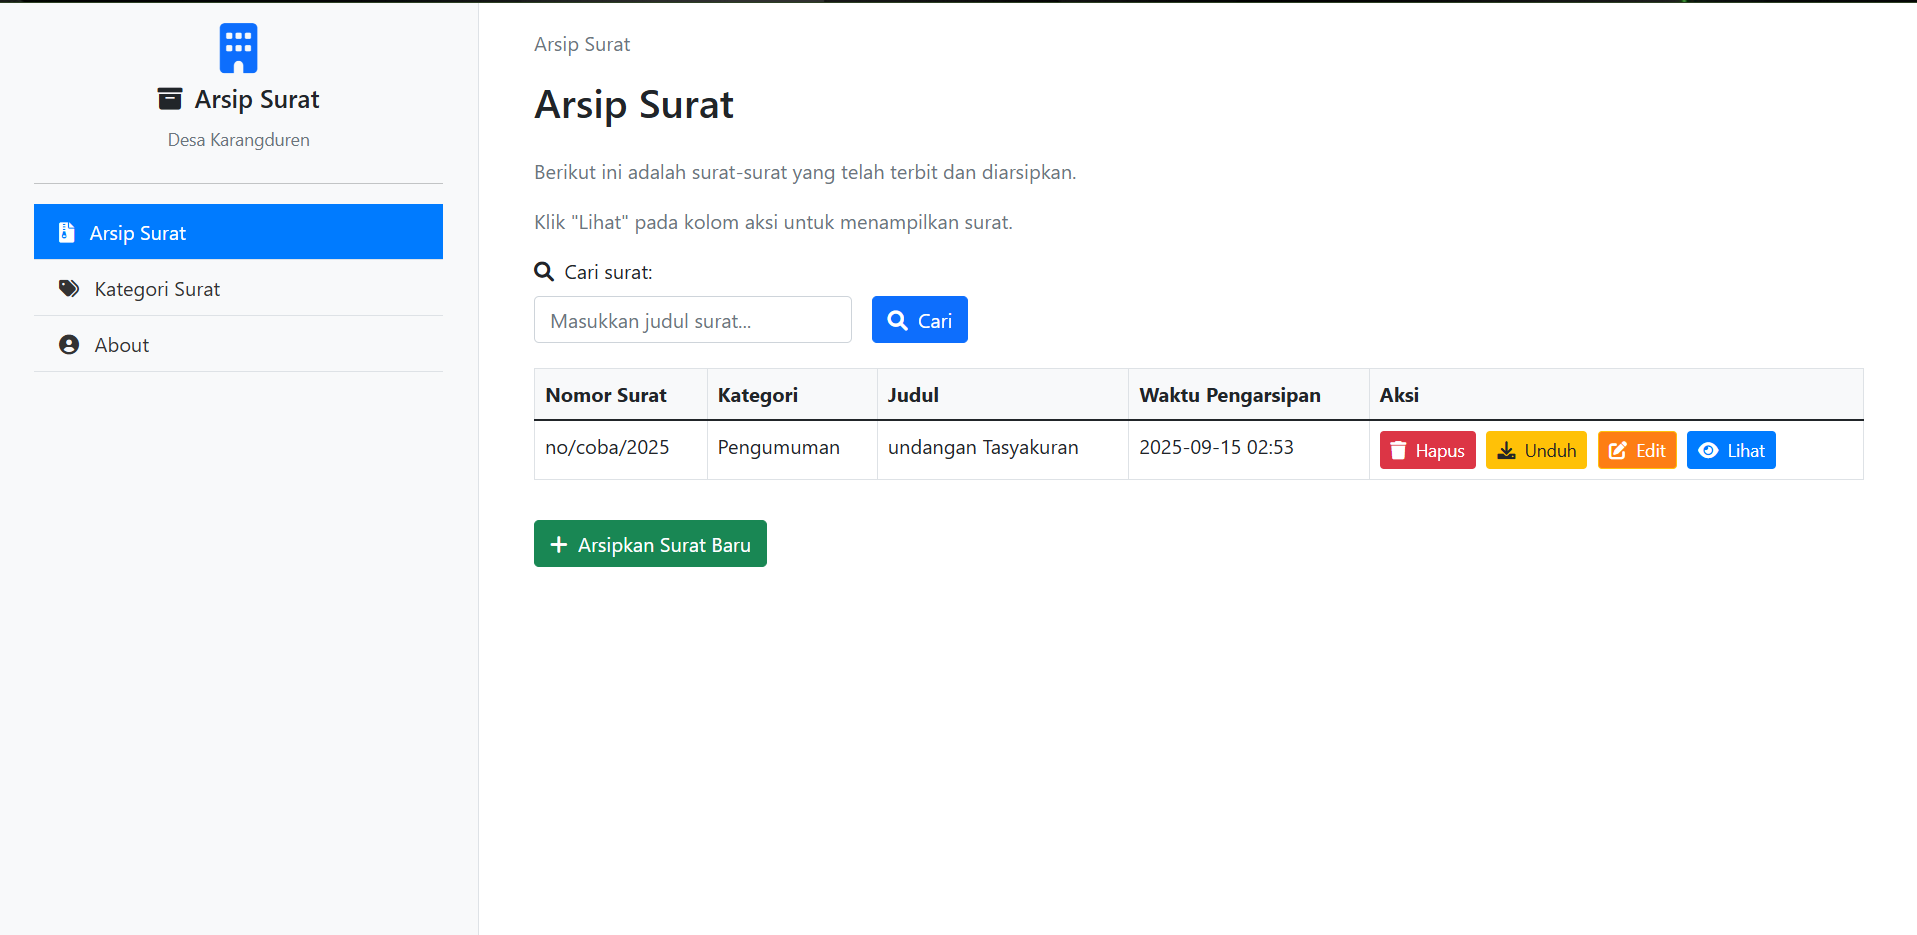 Arsip Surat
Desa Karangduren
Arsip Surat
Kategori Surat
About
Arsip Surat
Arsip Surat
Berikut ini adalah surat-surat yang telah terbit dan diarsipkan.
Klik "Lihat" pada kolom aksi untuk menampilkan surat.
Cari surat:
Masukkan judul surat... Cari
Nomor Surat Kategori Judul Waktu Pengarsipan Aksi
no/coba/2025 Pengumuman undangan Tasyakuran 2025-09-15 02:53 Hapus Unduh Edit Lihat
Arsipkan Surat Baru